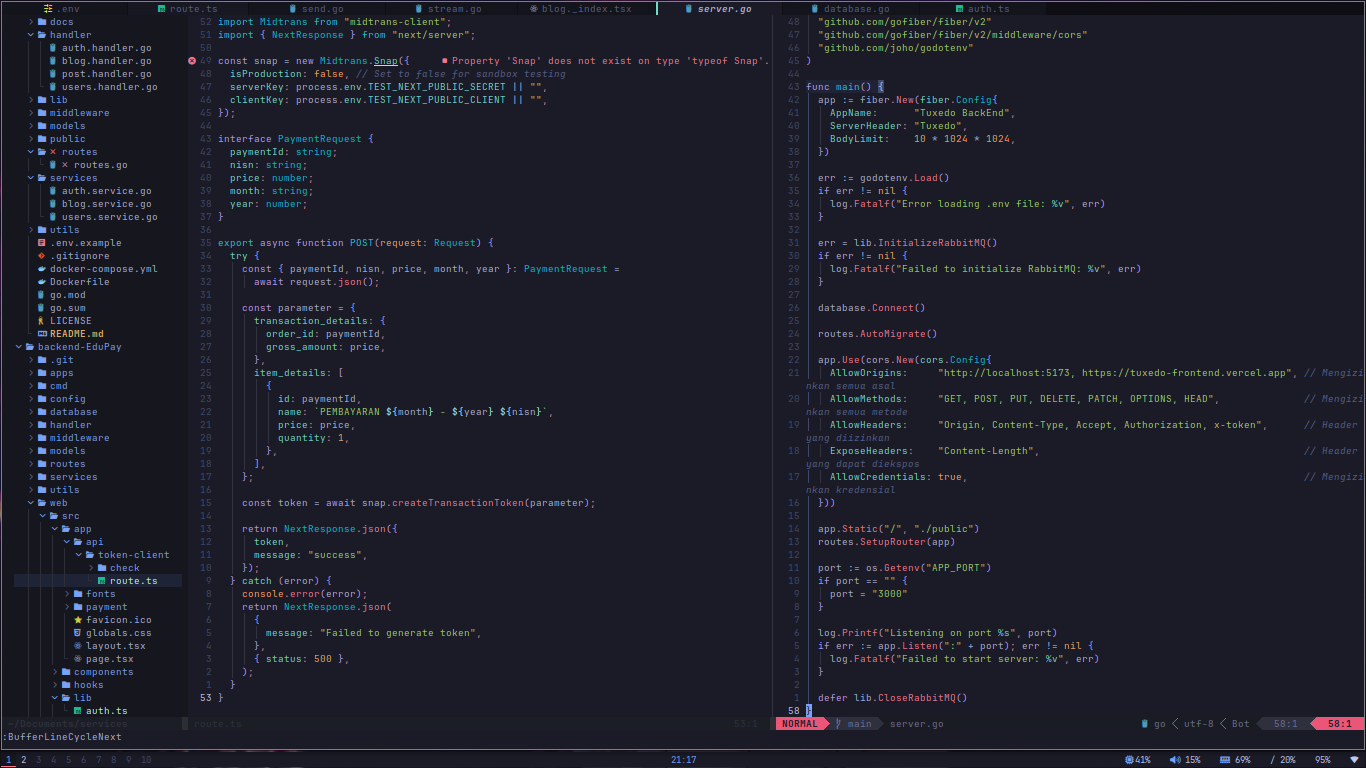 .env
route.ts
send.go
stream.go
blog._index.tsx
server.go
database.go
auth.ts
docs
handler
auth.handler.go
blog.handler.go
post.handler.go
users.handler.go
lib
middleware
models
public
routes
routes.go
services
auth.service.go
blog.service.go
users.service.go
utils
.env.example
.gitignore
docker-compose.yml
Dockerfile
go.mod
go.sum
LICENSE
README.md
backend-EduPay
.git
apps
cmd
config
database
handler
middleware
models
routes
services
utils
web
src
app
api
token-client
check
route.ts
fonts
payment
favicon.ico
globals.css
layout.tsx
page.tsx
components
hooks
lib
auth.ts
~/Documents/services
52 import Midtrans from "midtrans-client";
51 import { NextResponse } from "next/server";
50
49 const snap = new Midtrans.Snap({ ■ Property 'Snap' does not exist on type 'typeof Snap'.
48 isProduction: false, // Set to false for sandbox testing
47 serverKey: process.env.TEST_NEXT_PUBLIC_SECRET || "",
46 clientKey: process.env.TEST_NEXT_PUBLIC_CLIENT || "",
45 });
44
43 interface PaymentRequest {
42 paymentId: string;
41 nisn: string;
40 price: number;
39 month: string;
38 year: number;
37 }
36
35 export async function POST(request: Request) {
34 try {
33 const { paymentId, nisn, price, month, year }: PaymentRequest =
32 await request.json();
31
30 const parameter = {
29 transaction_details: {
28 order_id: paymentId,
27 gross_amount: price,
26 },
25 item_details: [
24 {
23 id: paymentId,
22 name: `PEMBAYARAN ${month} - ${year} ${nisn}`,
21 price: price,
20 quantity: 1,
19 },
18 ],
17 };
16
15 const token = await snap.createTransactionToken(parameter);
14
13 return NextResponse.json({
12 token,
11 message: "success",
10 });
9 } catch (error) {
8 console.error(error);
7 return NextResponse.json(
6 {
5 message: "Failed to generate token",
4 },
3 { status: 500 },
2 );
1 }
53 }
route.ts 53:1
48 "github.com/gofiber/fiber/v2"
47 "github.com/gofiber/fiber/v2/middleware/cors"
46 "github.com/joho/godotenv"
45 )
44
43 func main() {
42 app := fiber.New(fiber.Config{
41 AppName: "Tuxedo BackEnd",
40 ServerHeader: "Tuxedo",
39 BodyLimit: 10 * 1024 * 1024,
38 })
37
36 err := godotenv.Load()
35 if err != nil {
34 log.Fatalf("Error loading .env file: %v", err)
33 }
32
31 err = lib.InitializeRabbitMQ()
30 if err != nil {
29 log.Fatalf("Failed to initialize RabbitMQ: %v", err)
28 }
27
26 database.Connect()
25
24 routes.AutoMigrate()
23
22 app.Use(cors.New(cors.Config{
21 AllowOrigins: "http://localhost:5173, https://tuxedo-frontend.vercel.app", // Mengizi
nkan semua asal
20 AllowMethods: "GET, POST, PUT, DELETE, PATCH, OPTIONS, HEAD", // Mengizi
nkan semua metode
19 AllowHeaders: "Origin, Content-Type, Accept, Authorization, x-token", // Header
yang diizinkan
18 ExposeHeaders: "Content-Length", // Header
yang dapat diekspos
17 AllowCredentials: true, // Mengizi
nkan kredensial
16 }))
15
14 app.Static("/", "./public")
13 routes.SetupRouter(app)
12
11 port := os.Getenv("APP_PORT")
10 if port == "" {
9 port = "3000"
8 }
7
6 log.Printf("Listening on port %s", port)
5 if err := app.Listen(":" + port); err != nil {
4 log.Fatalf("Failed to start server: %v", err)
3 }
2
1 defer lib.CloseRabbitMQ()
58 }
NORMAL main server.go go utf-8 Bot 58:1 58:1
:BufferLineCycleNext
1 2 3 4 5 6 7 8 9 10
21:17
41% 15% 69% / 20% 95%